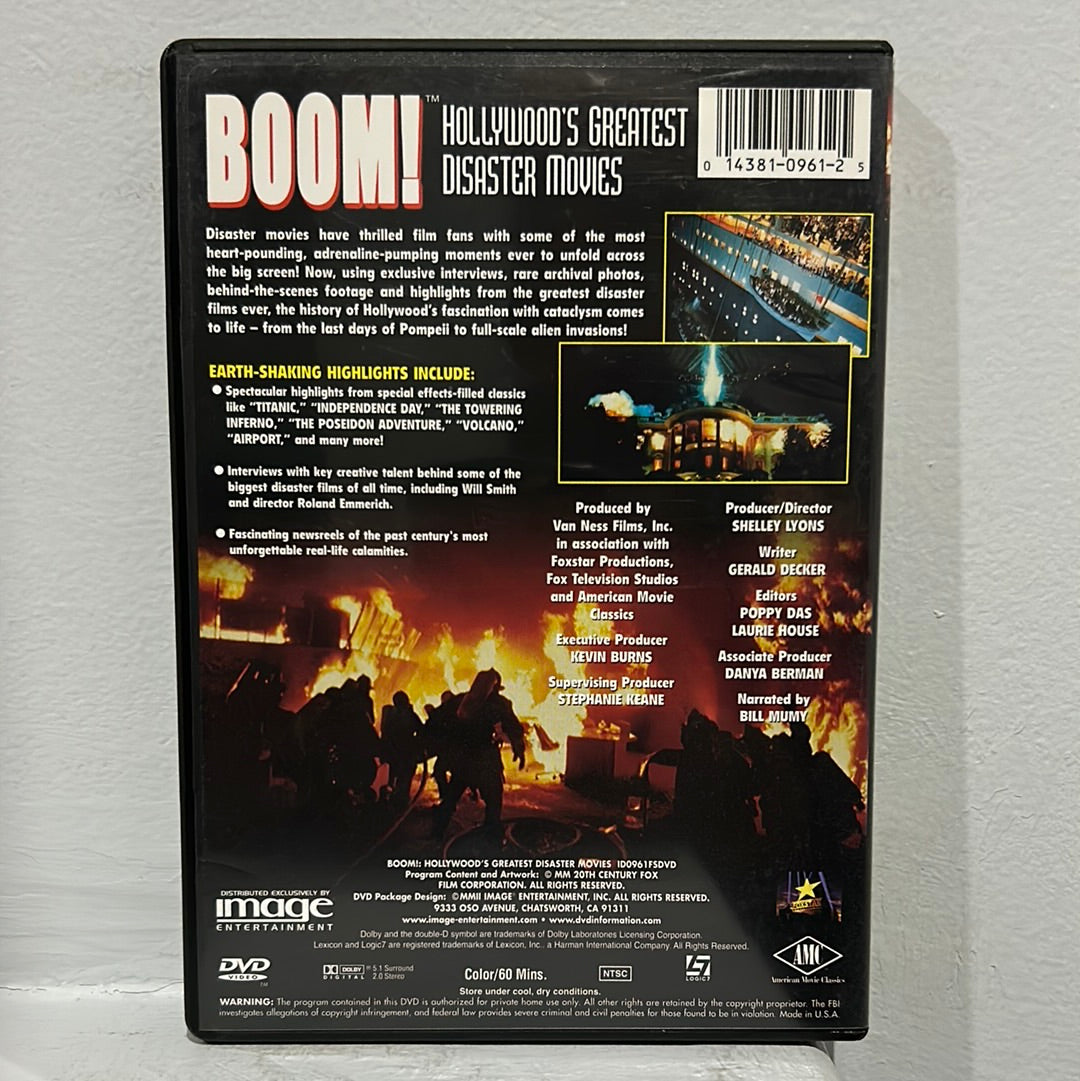 BOOM!™ HOLLYWOOD'S GREATEST
DISASTER MOVIES
0 14381-0961-2 5
Disaster movies have thrilled film fans with some of the most
heart-pounding, adrenaline-pumping moments ever to unfold across
the big screen! Now, using exclusive interviews, rare archival photos,
behind-the-scenes footage and highlights from the greatest disaster
films ever, the history of Hollywood's fascination with cataclysm comes
to life – from the last days of Pompeii to full-scale alien invasions!
EARTH-SHAKING HIGHLIGHTS INCLUDE:
● Spectacular highlights from special effects-filled classics
like "TITANIC," "INDEPENDENCE DAY," "THE TOWERING
INFERNO," "THE POSEIDON ADVENTURE," "VOLCANO,"
"AIRPORT," and many more!
● Interviews with key creative talent behind some of the
biggest disaster films of all time, including Will Smith
and director Roland Emmerich.
● Fascinating newsreels of the past century's most
unforgettable real-life calamities.
Produced by
Van Ness Films, Inc.
in association with
Foxstar Productions,
Fox Television Studios
and American Movie
Classics
Executive Producer
KEVIN BURNS
Supervising Producer
STEPHANIE KEANE
Producer/Director
SHELLEY LYONS
Writer
GERALD DECKER
Editors
POPPY DAS
LAURIE HOUSE
Associate Producer
DANYA BERMAN
Narrated by
BILL MUMY
BOOM!: HOLLYWOOD'S GREATEST DISASTER MOVIES ID0961FSDVD
Program Content and Artwork: © MM 20TH CENTURY FOX
FILM CORPORATION. ALL RIGHTS RESERVED.
DVD Package Design: ©MMII IMAGE® ENTERTAINMENT, INC. ALL RIGHTS RESERVED.
9333 OSO AVENUE, CHATSWORTH, CA 91311
www.image-entertainment.com • www.dvdinformation.com
DISTRIBUTED EXCLUSIVELY BY
image
ENTERTAINMENT
Dolby and the double-D symbol are trademarks of Dolby Laboratories Licensing Corporation.
Lexicon and Logic7 are registered trademarks of Lexicon, Inc., a Harman International Company. All Rights Reserved.
FOXSTAR
AMC
American Movie Classics
DVD
VIDEO
™
DOLBY
DIGITAL
® 5.1 Surround
2.0 Stereo
Color/60 Mins.
NTSC
L7
LOGIC7
Store under cool, dry conditions.
WARNING: The program contained in this DVD is authorized for private home use only. All other rights are retained by the copyright proprietor. The FBI
investigates allegations of copyright infringement, and federal law provides severe criminal and civil penalties for those found to be in violation. Made in U.S.A.